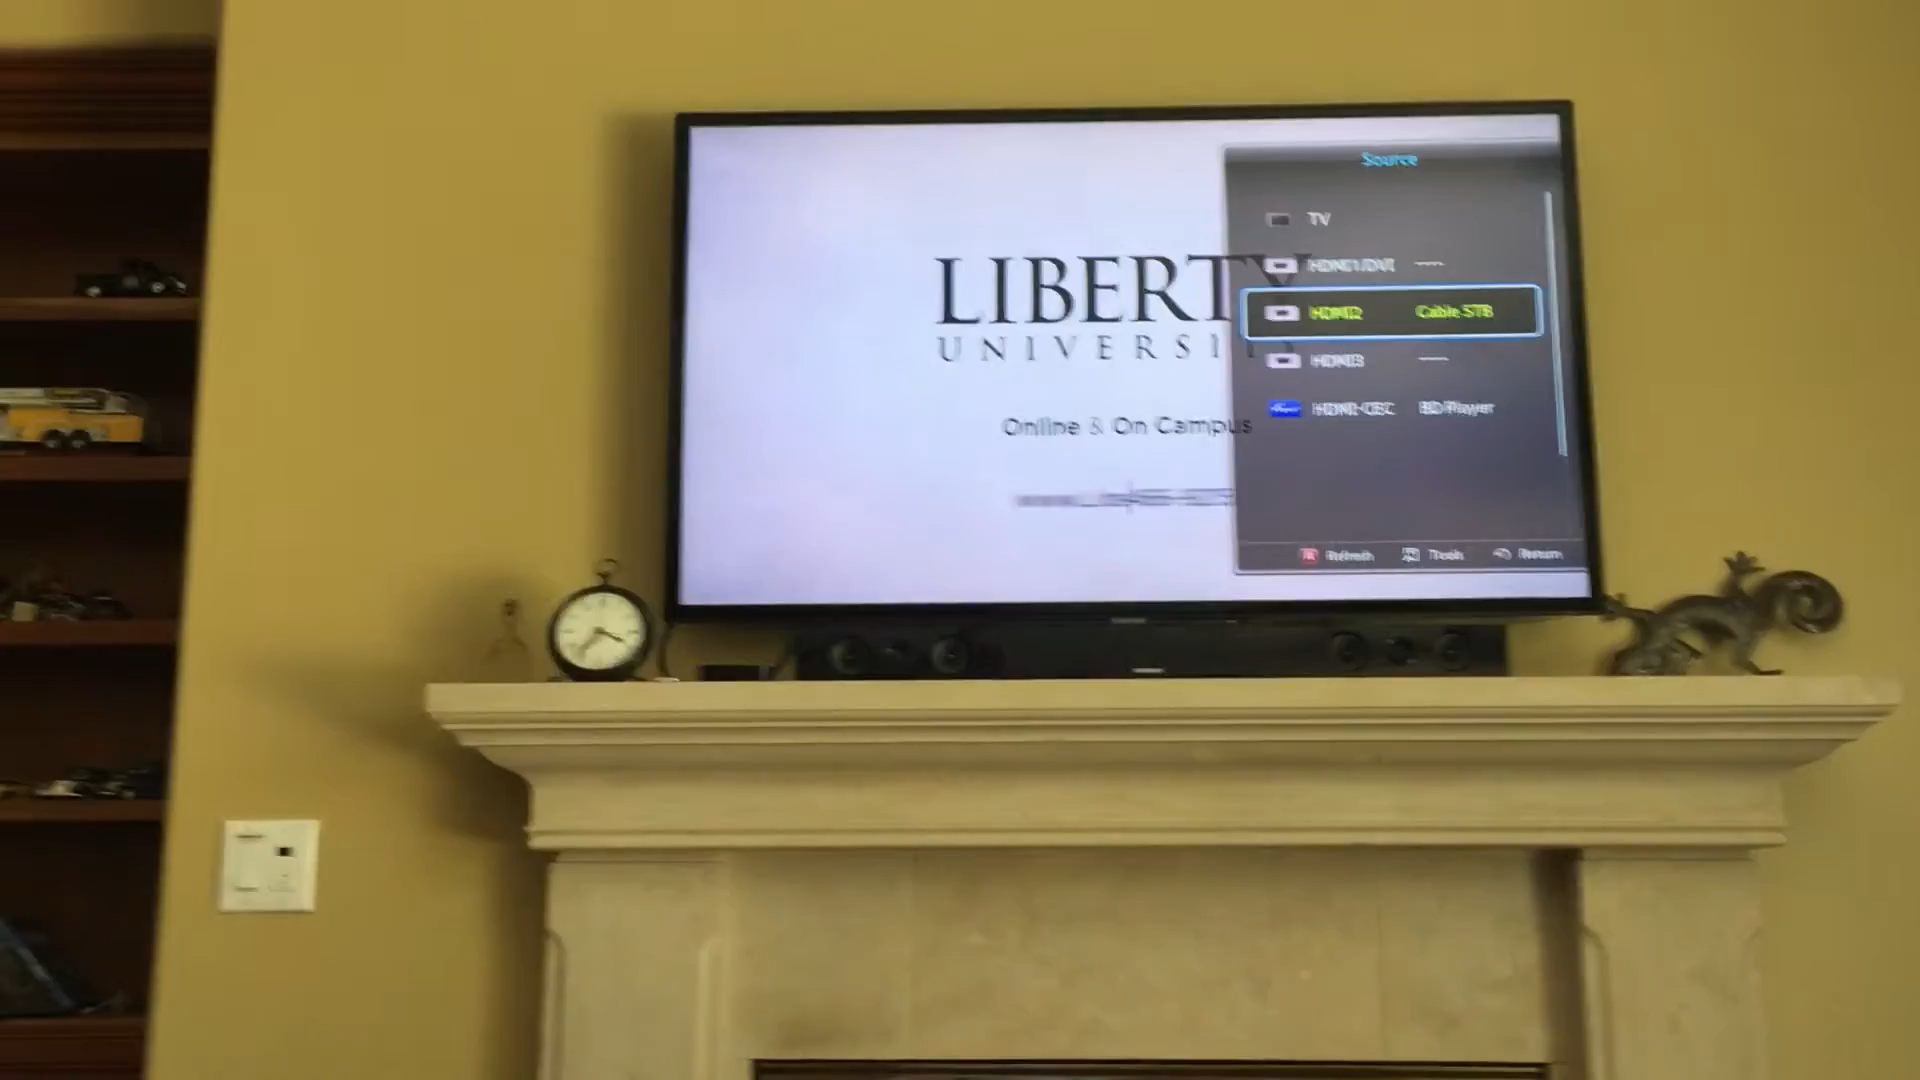 LIBERTY
UNIVERSI
Online & On Campus
Source
TV
HDMI1/DVI ----
HDMI2 Cable STB
HDMI3 ----
HDMI-CEC BD Player
Refresh Tools Return